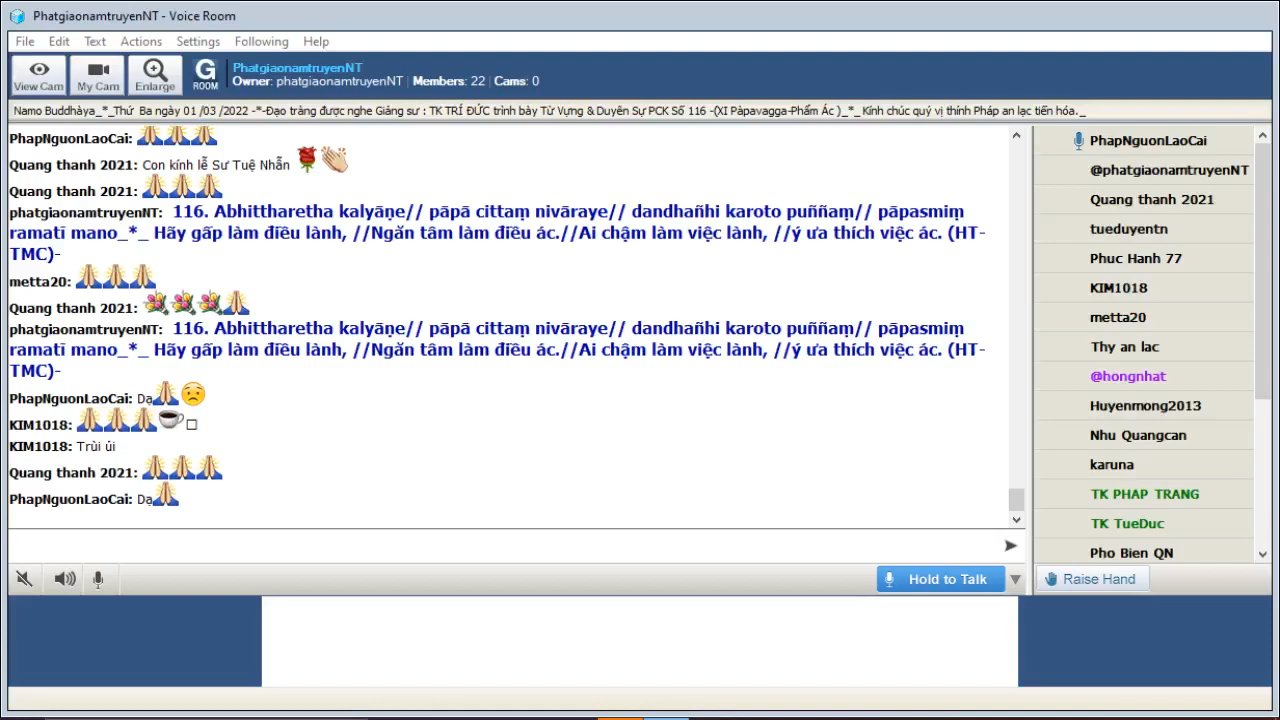 PhatgiaonamtruyenNT - Voice Room
File Edit Text Actions Settings Following Help
View Cam My Cam Enlarge G ROOM
PhatgiaonamtruyenNT
Owner: phatgiaonamtruyenNT | Members: 22 | Cams: 0
Namo Buddhàya_*_Thứ Ba ngày 01 /03 /2022 -*-Đạo tràng được nghe Giảng sư : TK TRÍ ĐỨC trình bày Từ Vựng & Duyên Sự PCK Số 116 -(XI Pàpavagga-Phẩm Ác )_*_Kính chúc quý vị thính Pháp an lạc tiến hóa._
PhapNguonLaoCai: 🙏🙏🙏
Quang thanh 2021: Con kính lễ Sư Tuệ Nhẫn 🌹👏
Quang thanh 2021: 🙏🙏🙏
phatgiaonamtruyenNT: 116. Abhittharetha kalyāṇe// pāpā cittaṃ nivāraye// dandhañhi karoto puññaṃ// pāpasmiṃ
ramatī mano_*_ Hãy gấp làm điều lành, //Ngăn tâm làm điều ác.//Ai chậm làm việc lành, //ý ưa thích việc ác. (HT-
TMC)-
metta20: 🙏🙏🙏
Quang thanh 2021: 💐💐💐🙏
phatgiaonamtruyenNT: 116. Abhittharetha kalyāṇe// pāpā cittaṃ nivāraye// dandhañhi karoto puññaṃ// pāpasmiṃ
ramatī mano_*_ Hãy gấp làm điều lành, //Ngăn tâm làm điều ác.//Ai chậm làm việc lành, //ý ưa thích việc ác. (HT-
TMC)-
PhapNguonLaoCai: Dạ🙏😟
KIM1018: 🙏🙏🙏☕□
KIM1018: Trùi úi
Quang thanh 2021: 🙏🙏🙏
PhapNguonLaoCai: Dạ🙏
Hold to Talk
PhapNguonLaoCai
@phatgiaonamtruyenNT
Quang thanh 2021
tueduyentn
Phuc Hanh 77
KIM1018
metta20
Thy an lac
@hongnhat
Huyenmong2013
Nhu Quangcan
karuna
TK PHAP TRANG
TK TueDuc
Pho Bien QN
Raise Hand